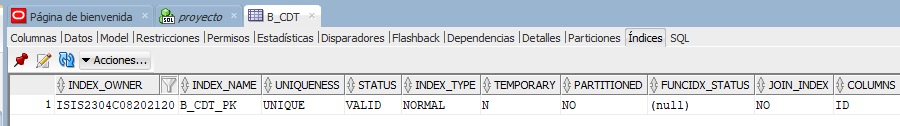 Página de bienvenida proyecto B_CDT
Columnas Datos Model Restricciones Permisos Estadísticas Disparadores Flashback Dependencias Detalles Particiones Índices SQL
Acciones...
INDEX_OWNER INDEX_NAME UNIQUENESS STATUS INDEX_TYPE TEMPORARY PARTITIONED FUNCIDX_STATUS JOIN_INDEX COLUMNS
1 ISIS2304C08202120 B_CDT_PK UNIQUE VALID NORMAL N NO (null) NO ID